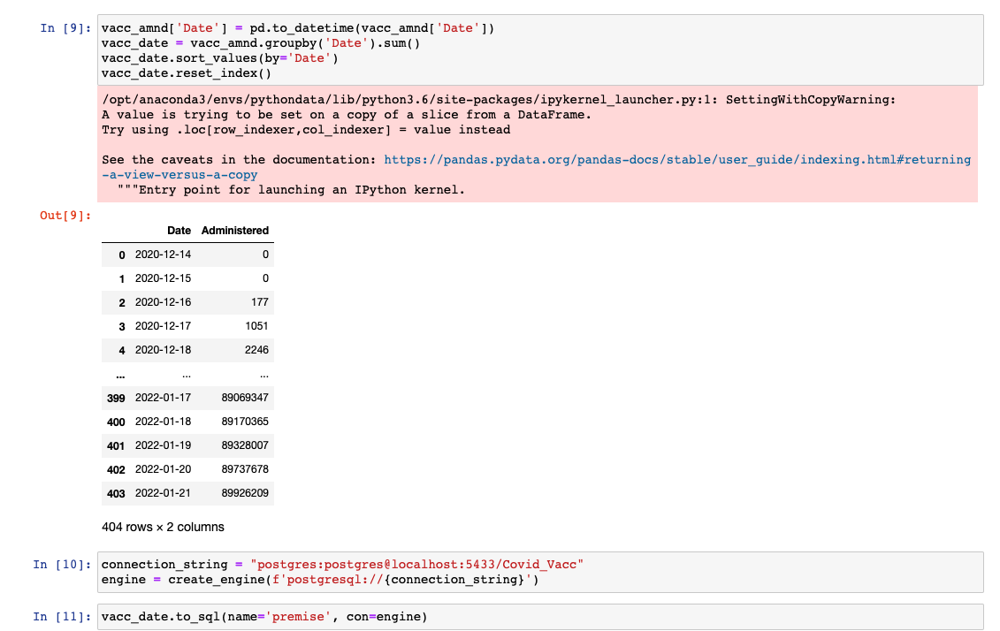 In [9]: vacc_amnd['Date'] = pd.to_datetime(vacc_amnd['Date'])
vacc_date = vacc_amnd.groupby('Date').sum()
vacc_date.sort_values(by='Date')
vacc_date.reset_index()
/opt/anaconda3/envs/pythondata/lib/python3.6/site-packages/ipykernel_launcher.py:1: SettingWithCopyWarning:
A value is trying to be set on a copy of a slice from a DataFrame.
Try using .loc[row_indexer,col_indexer] = value instead
See the caveats in the documentation: https://pandas.pydata.org/pandas-docs/stable/user_guide/indexing.html#returning
-a-view-versus-a-copy
"""Entry point for launching an IPython kernel.
Out[9]:
Date Administered
0 2020-12-14 0
1 2020-12-15 0
2 2020-12-16 177
3 2020-12-17 1051
4 2020-12-18 2246
... ... ...
399 2022-01-17 89069347
400 2022-01-18 89170365
401 2022-01-19 89328007
402 2022-01-20 89737678
403 2022-01-21 89926209
404 rows × 2 columns
In [10]: connection_string = "postgres:postgres@localhost:5433/Covid_Vacc"
engine = create_engine(f'postgresql://{connection_string}')
In [11]: vacc_date.to_sql(name='premise', con=engine)